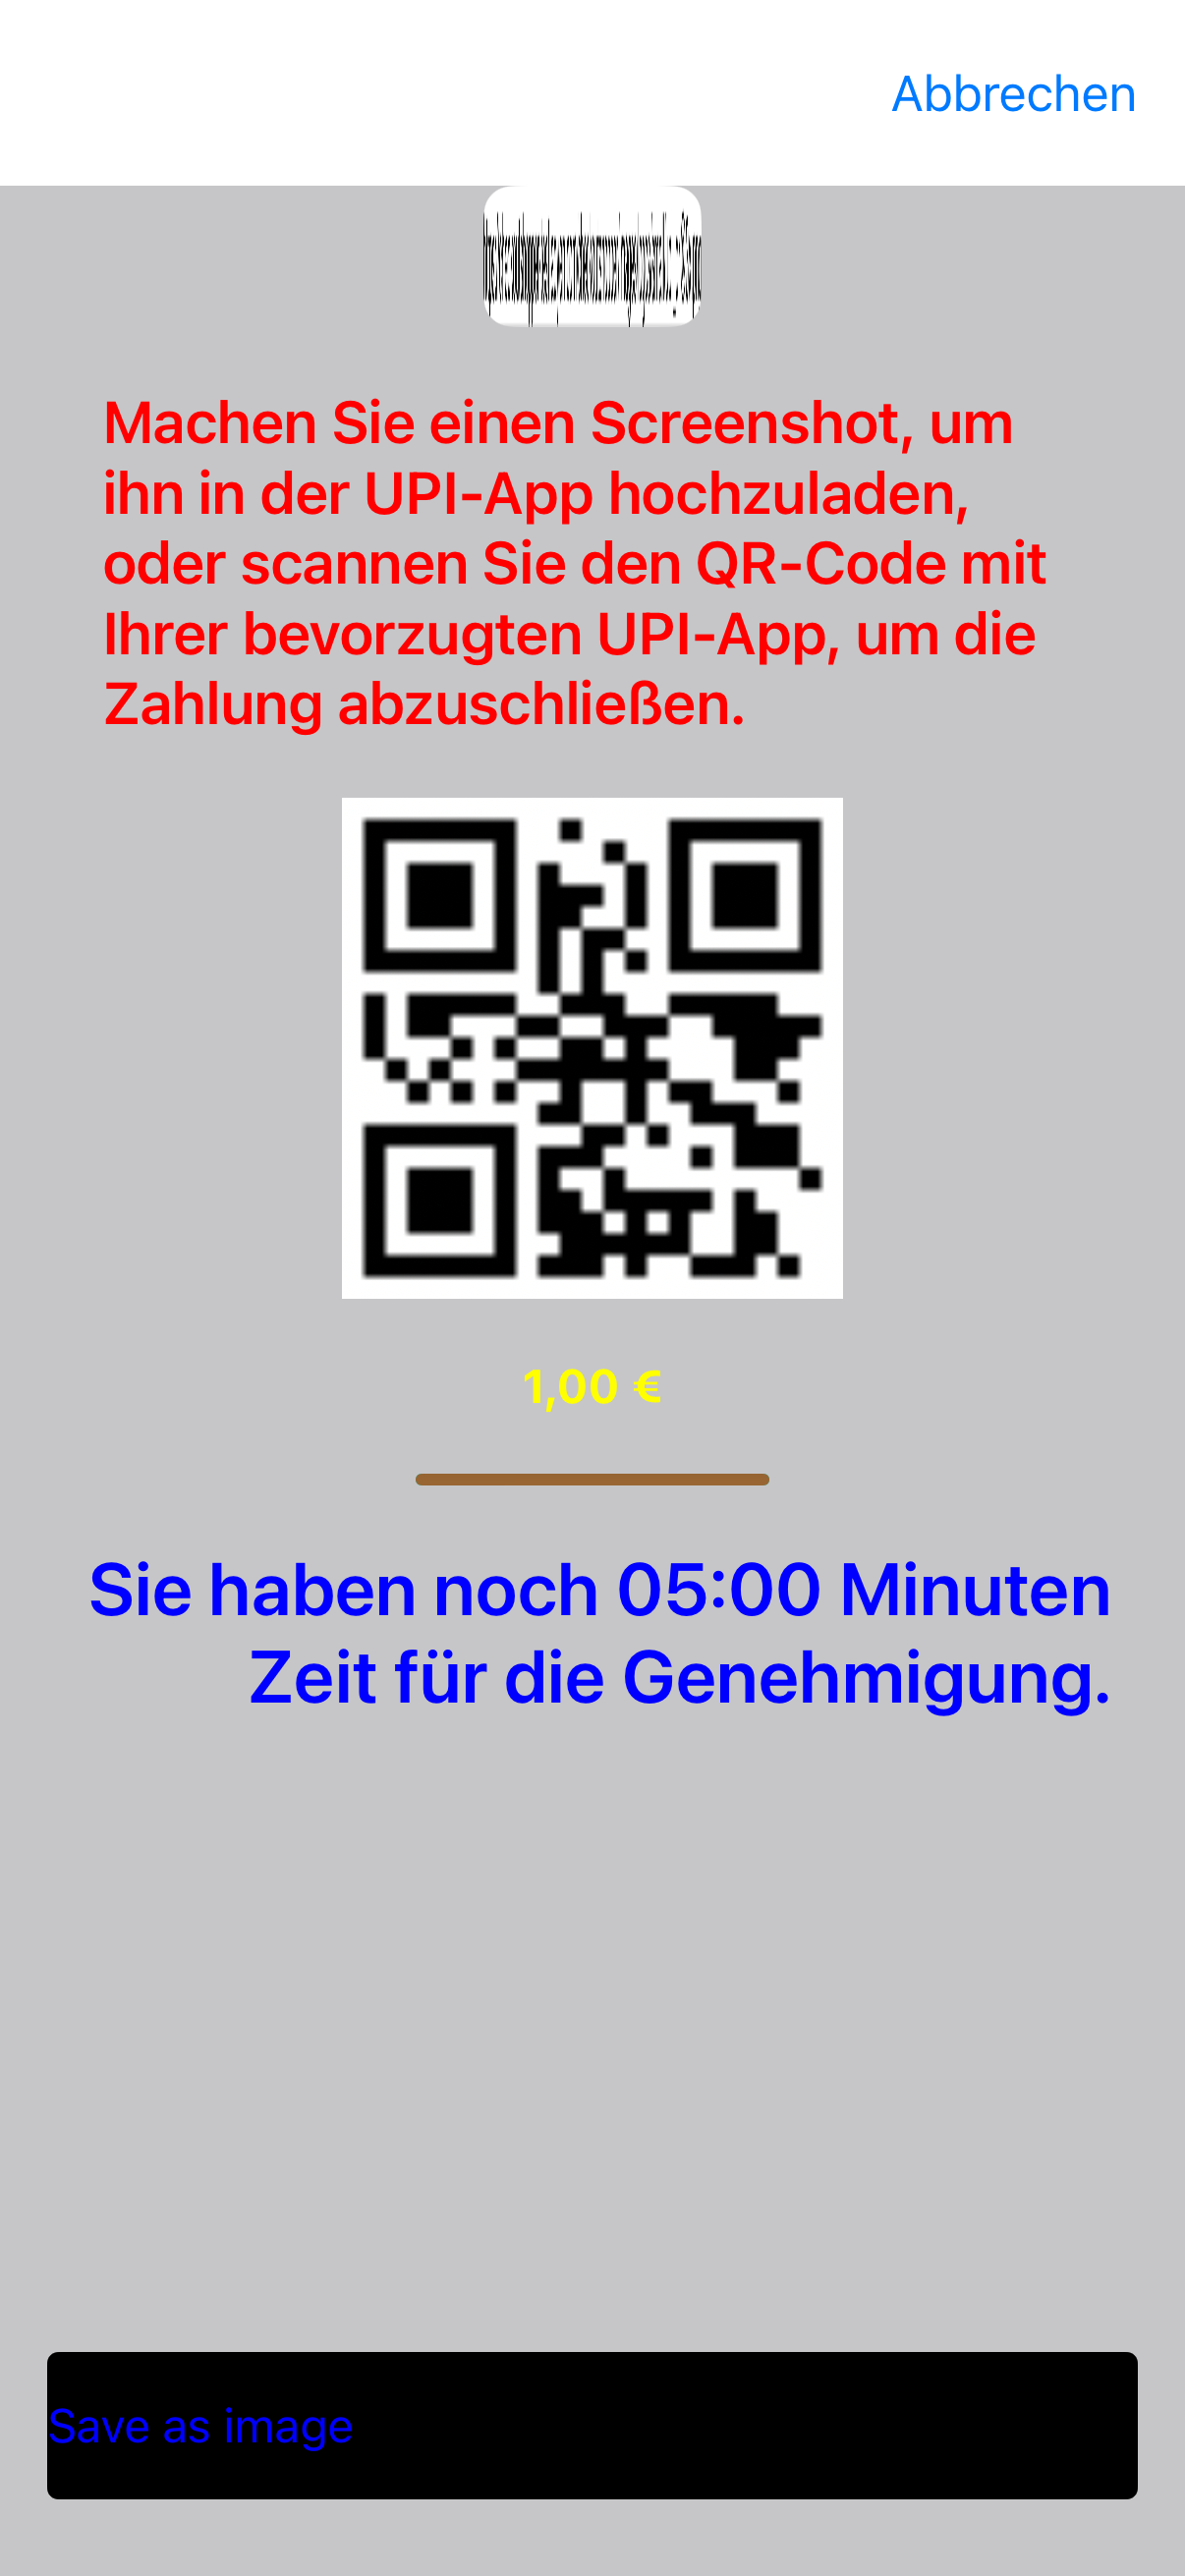 Abbrechen
Machen Sie einen Screenshot, um
ihn in der UPI-App hochzuladen,
oder scannen Sie den QR-Code mit
Ihrer bevorzugten UPI-App, um die
Zahlung abzuschließen.
1,00 €
Sie haben noch 05:00 Minuten
Zeit für die Genehmigung.
Save as image